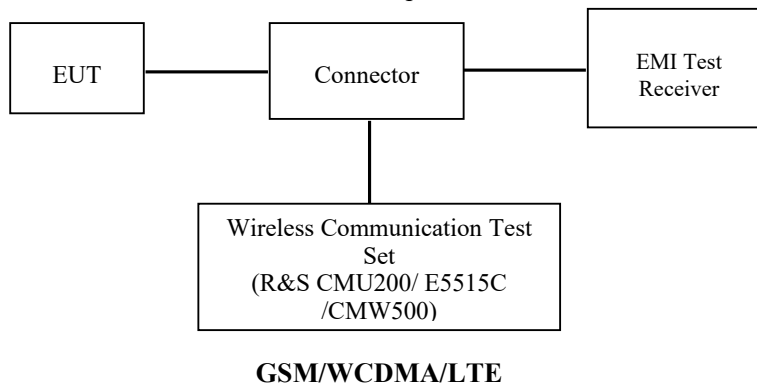 EUT
Connector
EMI Test
Receiver
Wireless Communication Test
Set
(R&S CMU200/ E5515C
/CMW500)
GSM/WCDMA/LTE